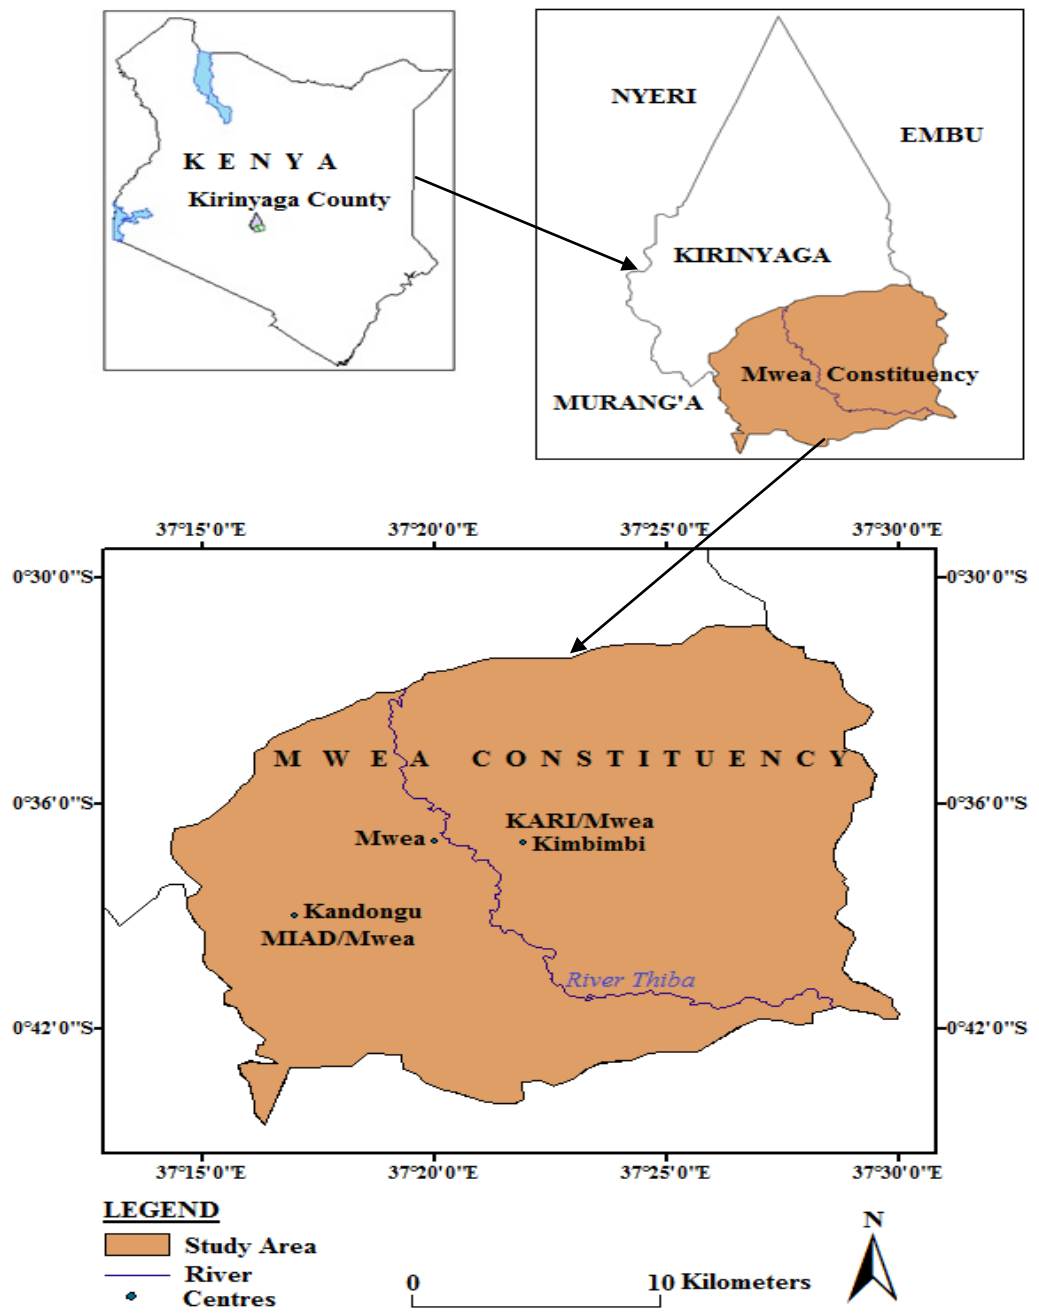 K E N Y A
Kirinyaga County
NYERI
EMBU
KIRINYAGA
Mwea Constituency
MURANG'A
37°15'0"E 37°20'0"E 37°25'0"E 37°30'0"E
0°30'0"S 0°30'0"S
M W E A C O N S T I T U E N C Y
0°36'0"S 0°36'0"S
KARI/Mwea
Mwea Kimbimbi
Kandongu
MIAD/Mwea
River Thiba
0°42'0"S 0°42'0"S
37°15'0"E 37°20'0"E 37°25'0"E 37°30'0"E
LEGEND
N
Study Area
River
0 10 Kilometers
Centres